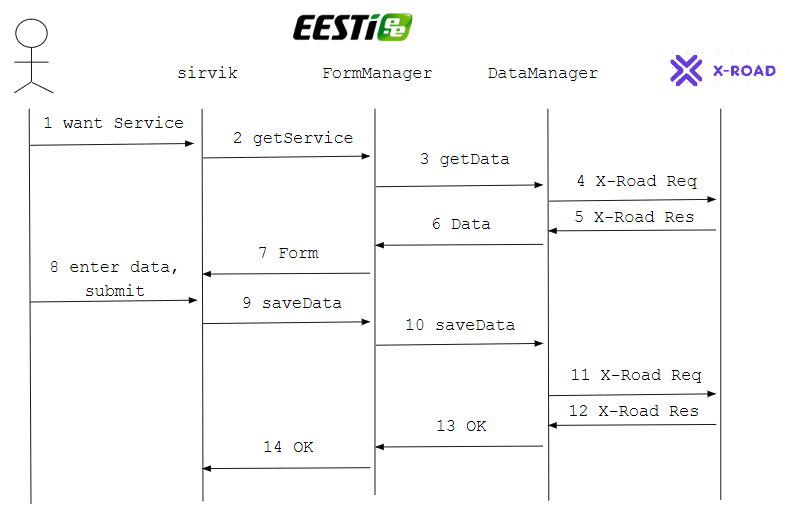 EESTi ee
sirvik
FormManager
DataManager
X-ROAD
1 want Service
2 getService
3 getData
4 X-Road Req
5 X-Road Res
6 Data
7 Form
8 enter data,
submit
9 saveData
10 saveData
11 X-Road Req
12 X-Road Res
13 OK
14 OK